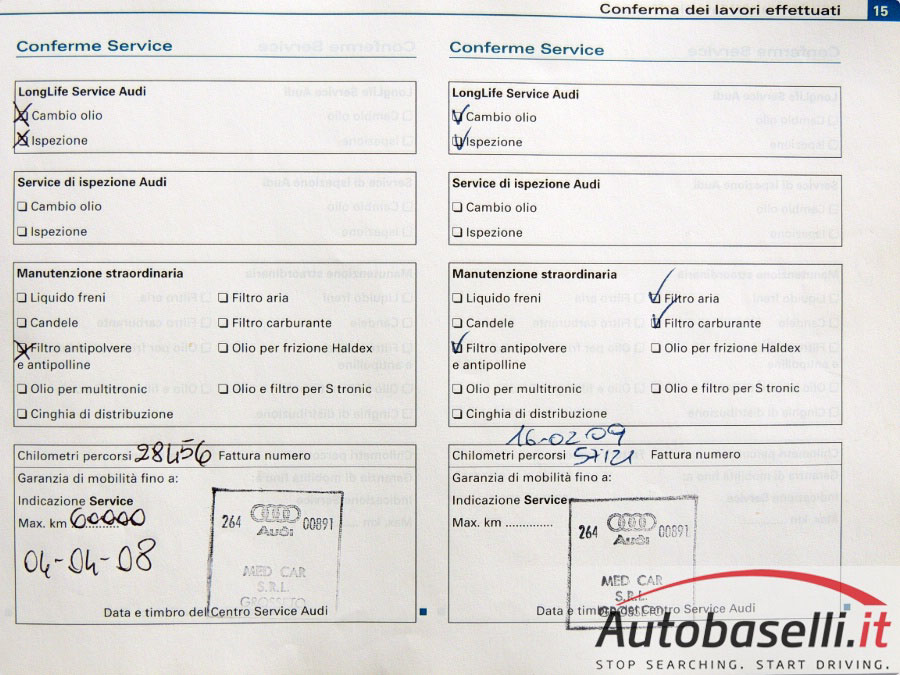 Conferma dei lavori effettuati 15
Conferme Service
LongLife Service Audi
Cambio olio
Ispezione
Service di ispezione Audi
❏ Cambio olio
❏ Ispezione
Manutenzione straordinaria
❏ Liquido freni ❏ Filtro aria
❏ Candele ❏ Filtro carburante
Filtro antipolvere ❏ Olio per frizione Haldex
e antipolline
❏ Olio per multitronic ❏ Olio e filtro per S tronic
❏ Cinghia di distribuzione
Chilometri percorsi 28456 Fattura numero
Garanzia di mobilità fino a:
Indicazione Service
Max. km 60000
04-04-08
264 Audi 00891
MED CAR
S.R.L.
GROSSETO
Data e timbro del Centro Service Audi
Conferme Service
LongLife Service Audi
Cambio olio
Ispezione
Service di ispezione Audi
❏ Cambio olio
❏ Ispezione
Manutenzione straordinaria
❏ Liquido freni Filtro aria
❏ Candele Filtro carburante
Filtro antipolvere ❏ Olio per frizione Haldex
e antipolline
❏ Olio per multitronic ❏ Olio e filtro per S tronic
❏ Cinghia di distribuzione
16-02-09
Chilometri percorsi 57121 Fattura numero
Garanzia di mobilità fino a:
Indicazione Service
Max. km .............
264 Audi 00891
MED CAR
S.R.L.
GROSSETO
Data e timbro del Centro Service Audi
Autobaselli.it
STOP SEARCHING. START DRIVING.